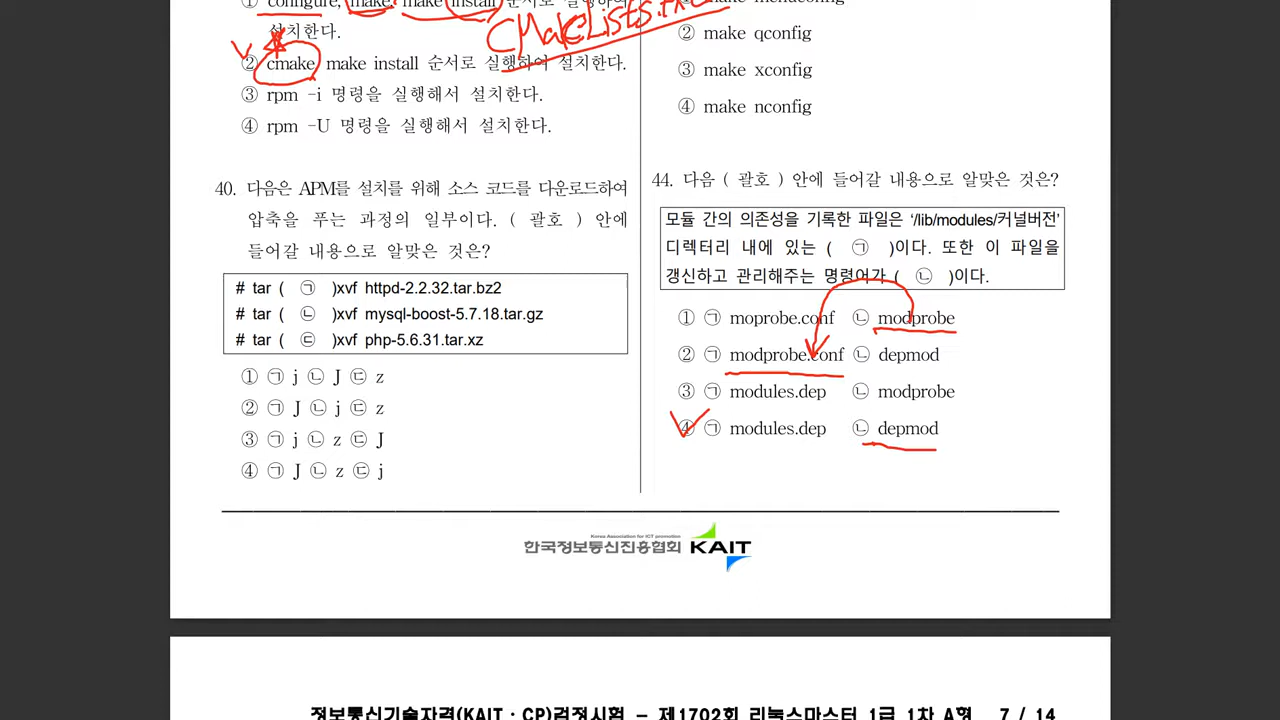 ① configure, make, make install 순서로 실행하여
설치한다.
② cmake, make install 순서로 실행하여 설치한다.
③ rpm -i 명령을 실행해서 설치한다.
④ rpm -U 명령을 실행해서 설치한다.
CMakeLists.txt
40. 다음은 APM를 설치를 위해 소스 코드를 다운로드하여
압축을 푸는 과정의 일부이다. ( 괄호 ) 안에
들어갈 내용으로 알맞은 것은?
# tar ( ㉠ )xvf httpd-2.2.32.tar.bz2
# tar ( ㉡ )xvf mysql-boost-5.7.18.tar.gz
# tar ( ㉢ )xvf php-5.6.31.tar.xz
① ㉠ j ㉡ J ㉢ z
② ㉠ J ㉡ j ㉢ z
③ ㉠ j ㉡ z ㉢ J
④ ㉠ J ㉡ z ㉢ j
① make menuconfig
② make qconfig
③ make xconfig
④ make nconfig
44. 다음 ( 괄호 ) 안에 들어갈 내용으로 알맞은 것은?
모듈 간의 의존성을 기록한 파일은 '/lib/modules/커널버전'
디렉터리 내에 있는 ( ㉠ )이다. 또한 이 파일을
갱신하고 관리해주는 명령어가 ( ㉡ )이다.
① ㉠ moprobe.conf ㉡ modprobe
② ㉠ modprobe.conf ㉡ depmod
③ ㉠ modules.dep ㉡ modprobe
④ ㉠ modules.dep ㉡ depmod
Korea Association for ICT promotion
한국정보통신진흥협회 KAIT
정보통신기술자격(KAIT·CP)검정시험 - 제1702회 리눅스마스터 1급 1차 A형 7 / 14